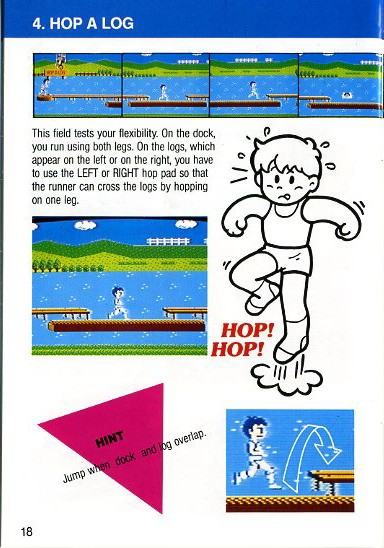 4. HOP A LOG
This field tests your flexibility. On the dock,
you run using both legs. On the logs, which
appear on the left or on the right, you have
to use the LEFT or RIGHT hop pad so that
the runner can cross the logs by hopping
on one leg.
HOP!
HOP!
HINT
Jump when dock and log overlap.
18